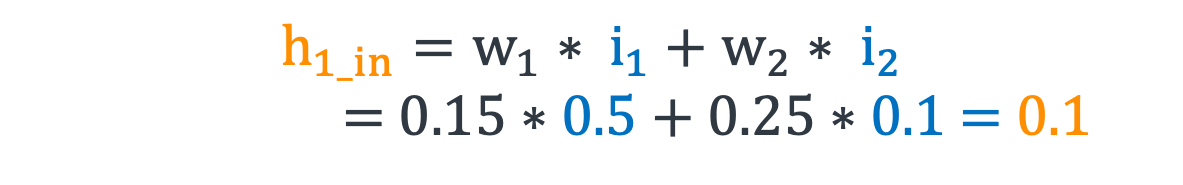 h₁_in = w₁ * i₁ + w₂ * i₂
= 0.15 * 0.5 + 0.25 * 0.1 = 0.1